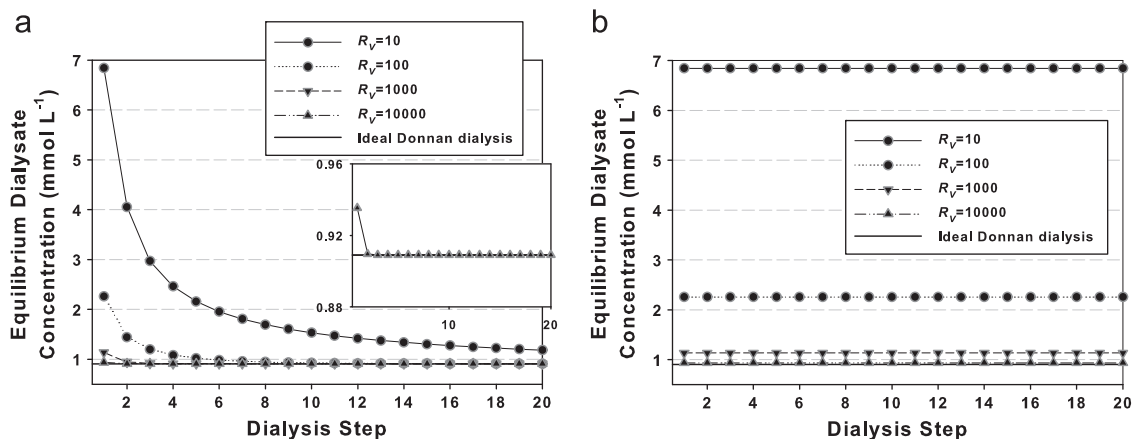 a
R_V=10
R_V=100
R_V=1000
R_V=10000
Ideal Donnan dialysis
Equilibrium Dialysate
Concentration (mmol L⁻¹)
7
6
5
4
3
2
1
0.96
0.92
0.88
10 20
2 4 6 8 10 12 14 16 18 20
Dialysis Step
b
R_V=10
R_V=100
R_V=1000
R_V=10000
Ideal Donnan dialysis
Equilibrium Dialysate
Concentration (mmol L⁻¹)
7
6
5
4
3
2
1
2 4 6 8 10 12 14 16 18 20
Dialysis Step